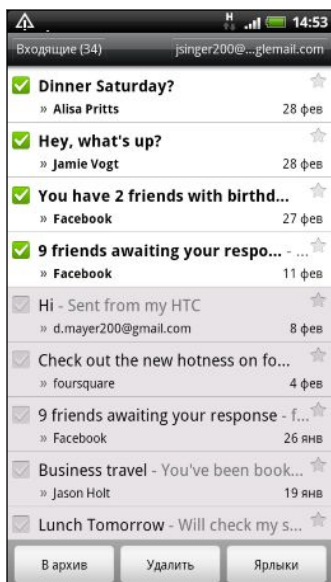 H 14:53
Входящие (34) jsinger200@...glemail.com
Dinner Saturday?
» Alisa Pritts 28 фев
Hey, what's up?
» Jamie Vogt 28 фев
You have 2 friends with birthd...
» Facebook 27 фев
9 friends awaiting your respo... - ...
» Facebook 11 фев
Hi - Sent from my HTC
» d.mayer200@gmail.com 8 фев
Check out the new hotness on fo...
» foursquare 4 фев
9 friends awaiting your response - f...
» Facebook 26 янв
Business travel - You've been book...
» Jason Holt 19 янв
Lunch Tomorrow - Will check my s...
В архив Удалить Ярлыки